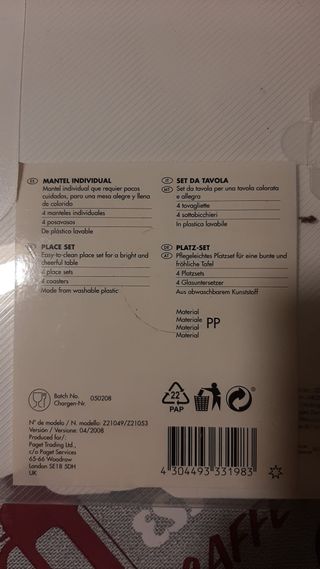 ES MANTEL INDIVIDUAL
Mantel individual que requier pocos
cuidados, para una mesa alegre y llena
de colorido
4 manteles individuales
4 posavasos
De plástico lavable
IT SET DA TAVOLA
MT Set da tavola per una tavola colorata
e allegra
4 tovagliette
4 sottobicchieri
In plastica lavabile
PLACE SET
Easy-to-clean place set for a bright and
cheerful table
4 place sets
4 coasters
Made from washable plastic
DE PLATZ-SET
AT Pflegeleichtes Platzset für eine bunte und
fröhliche Tafel
4 Platzsets
4 Glasuntersetzer
Aus abwaschbarem Kunststoff
Material
Materiale
Material
Material
PP
Batch No.
Chargen-Nr.
050208
22
PAP
N° de modelo / N. modello: Z21049/Z21053
Versión / Versione: 04/2008
Produced for/:
Paget Trading Ltd.,
c/o Paget Services
65-66 Woodrow
London SE18 5DH
UK
4 304493 331983
CAFFE